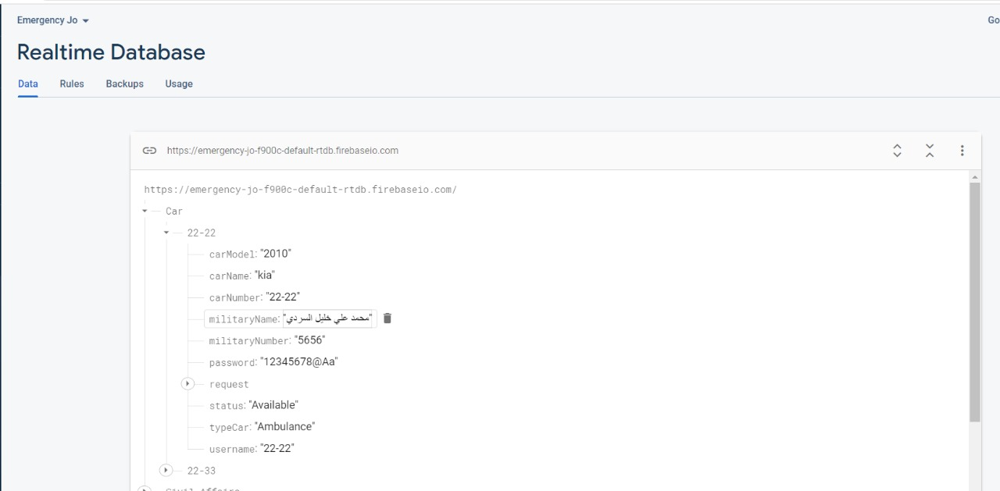 Emergency Jo
Go
Realtime Database
Data Rules Backups Usage
https://emergency-jo-f900c-default-rtdb.firebaseio.com
https://emergency-jo-f900c-default-rtdb.firebaseio.com/
Car
22-22
carModel: "2010"
carName: "kia"
carNumber: "22-22"
militaryName: "محمد علي خليل السردي"
militaryNumber: "5656"
password: "12345678@Aa"
request
status: "Available"
typeCar: "Ambulance"
username: "22-22"
22-33
Civil Affairs